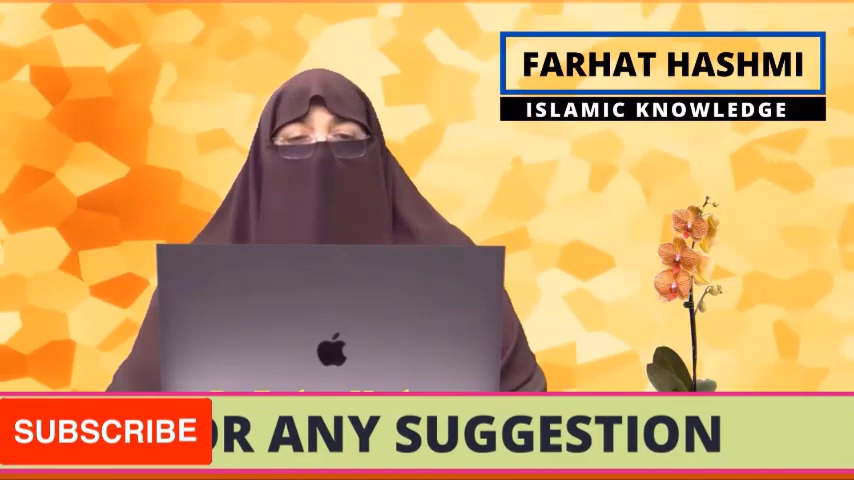 FARHAT HASHMI
ISLAMIC KNOWLEDGE
SUBSCRIBE
OR ANY SUGGESTION